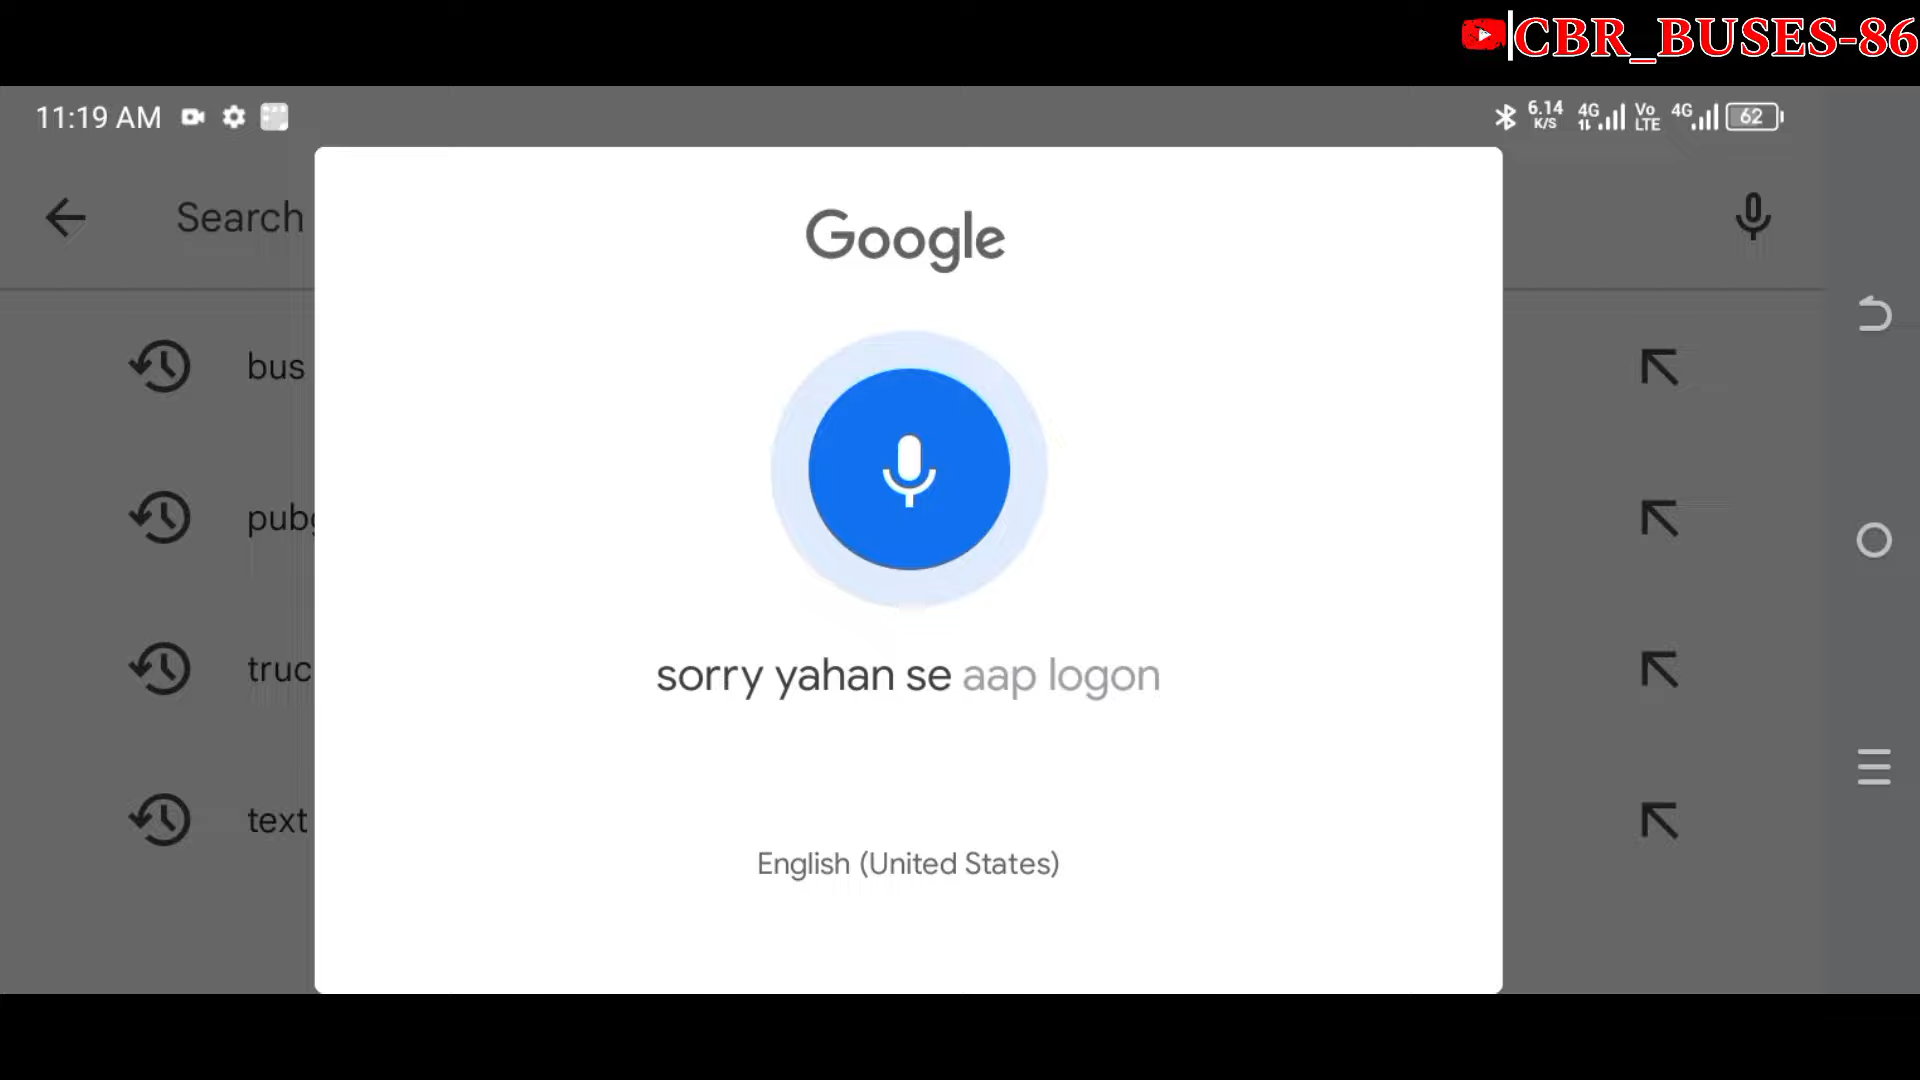 CBR_BUSES-86
11:19 AM
6.14 K/S 4G Vo LTE 4G 62
Search
Google
bus
pubg
truc
text
sorry yahan se aap logon
English (United States)